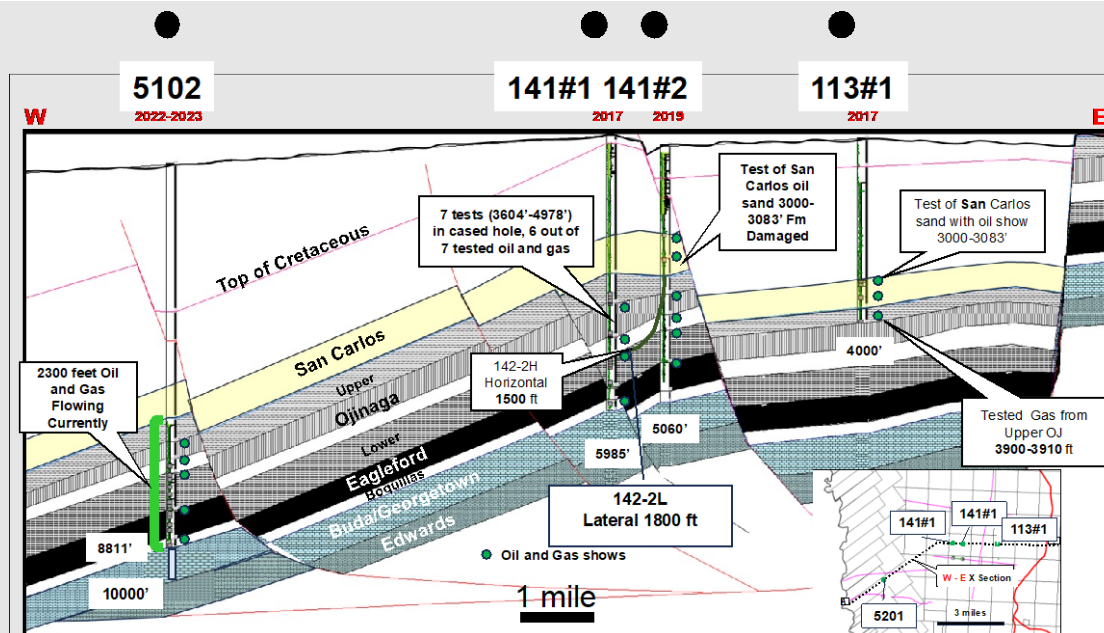 5102
141#1 141#2
113#1
W
2022-2023
2017
2019
2017
E
Test of San
Carlos oil
sand 3000-
3083' Fm
Damaged
7 tests (3604'-4978')
in cased hole, 6 out of
7 tested oil and gas
Test of San Carlos
sand with oil show
3000-3083'
Top of Cretaceous
San Carlos
Upper
Ojinaga
Lower
Eagleford
Boquillas
Buda/Georgetown
Edwards
2300 feet Oil
and Gas
Flowing
Currently
142-2H
Horizontal
1500 ft
4000'
Tested Gas from
Upper OJ
3900-3910 ft
5060'
5985'
142-2L
Lateral 1800 ft
8811'
10000'
Oil and Gas shows
1 mile
141#1
141#1
113#1
W - E X Section
5201
3 miles